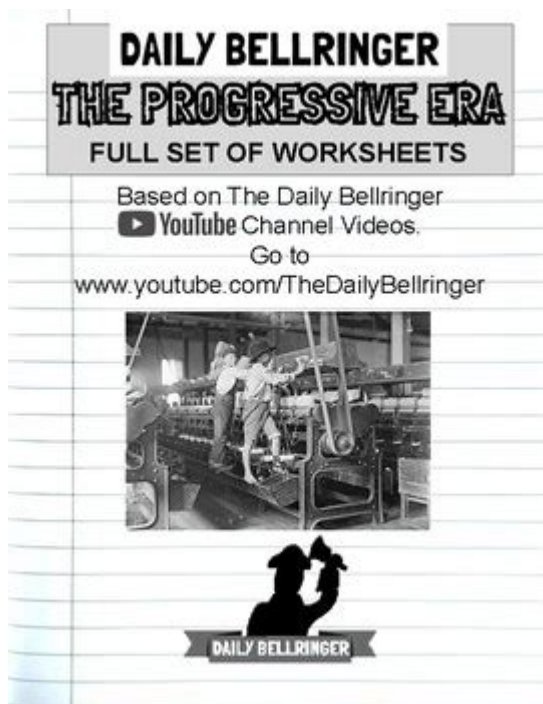 DAILY BELLRINGER
THE PROGRESSIVE ERA
FULL SET OF WORKSHEETS
Based on The Daily Bellringer
YouTube Channel Videos.
Go to
www.youtube.com/TheDailyBellringer
DAILY BELLRINGER